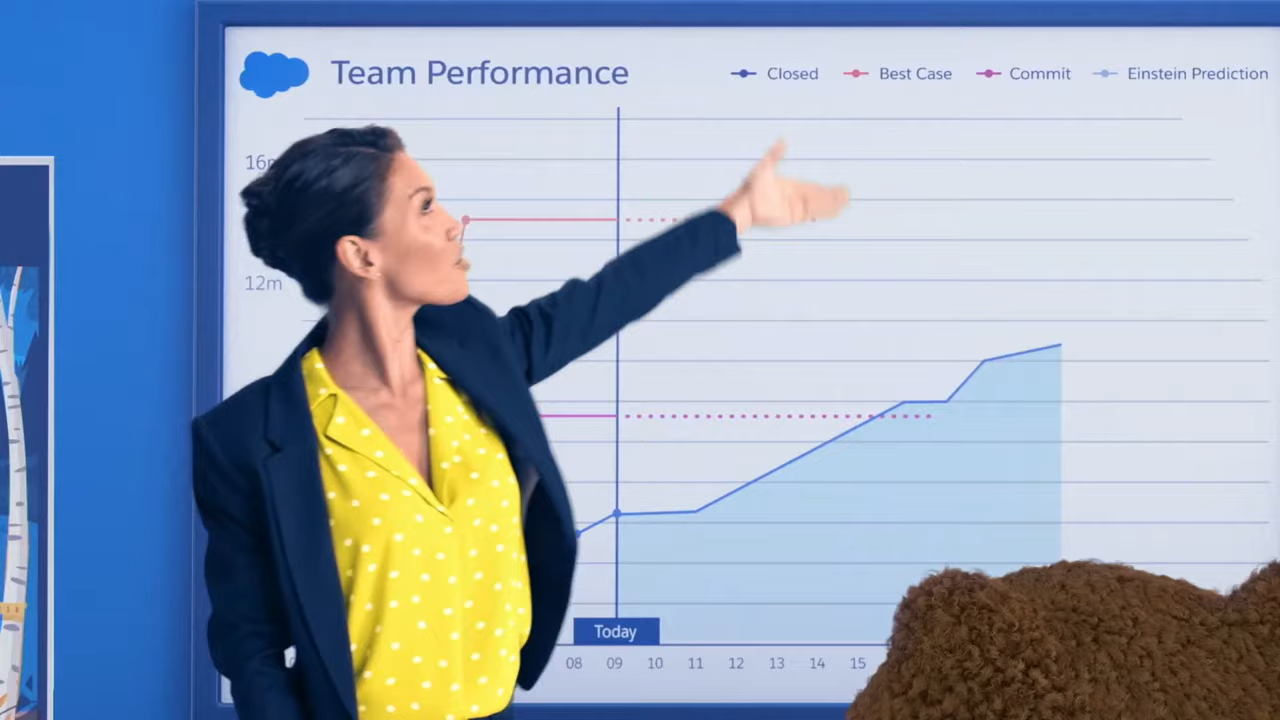 Team Performance
Closed
Best Case
Commit
Einstein Prediction
12m
Today
08 09 10 11 12 13 14 15